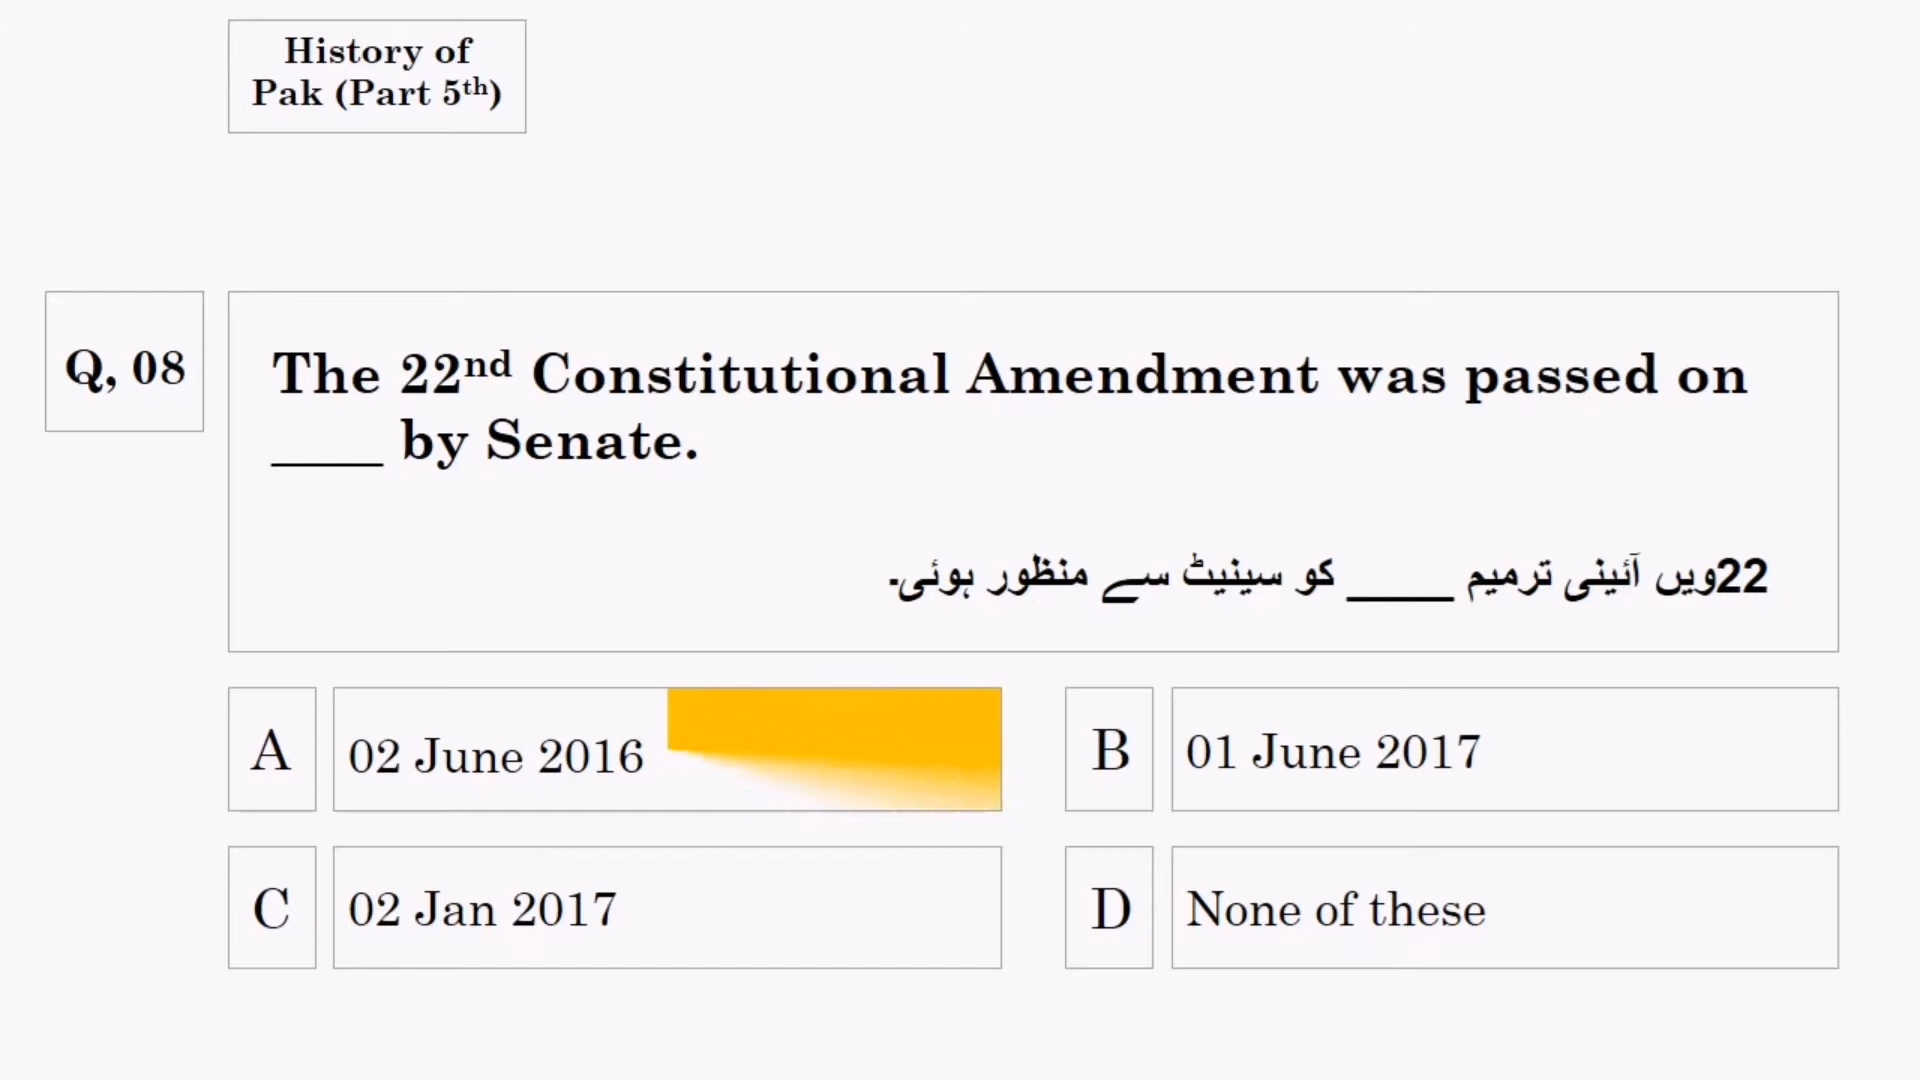 History of
Pak (Part 5th)
Q, 08
The 22nd Constitutional Amendment was passed on
____ by Senate.
22ویں آئینی ترمیم ____ کو سینیٹ سے منظور ہوئی۔
A
02 June 2016
B
01 June 2017
C
02 Jan 2017
D
None of these